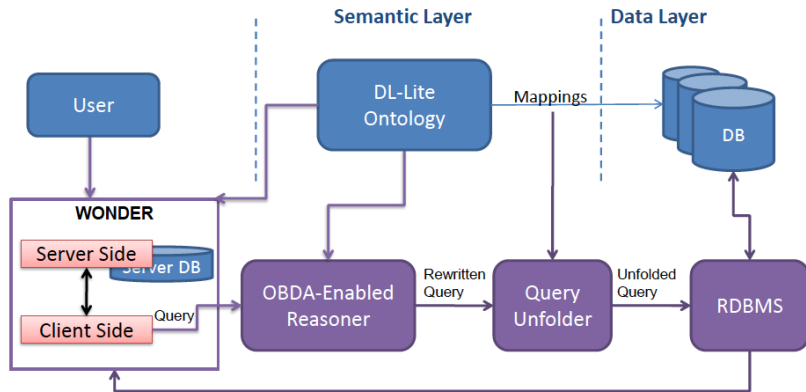 Semantic Layer
Data Layer
User
DL-Lite
Ontology
Mappings
DB
WONDER
Server Side
Server DB
Client Side
Query
OBDA-Enabled
Reasoner
Rewritten
Query
Query
Unfolder
Unfolded
Query
RDBMS